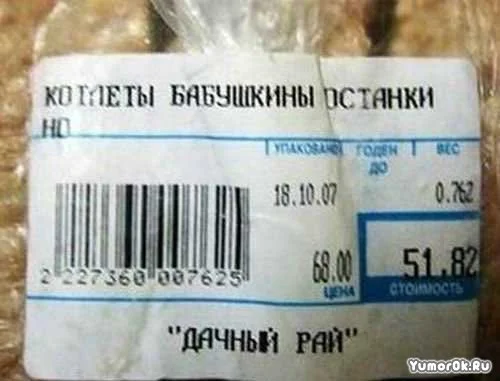 КОТЛЕТЫ БАБУШКИНЫ ОСТАНКИ
НО
УПАКОВАНО ГОДЕН ДО ВЕС
18.10.07 0.762
68.00 51.82
ЦЕНА СТОИМОСТЬ
2 227360 007625
"ДАЧНЫЙ РАЙ"
YumorOk.Ru